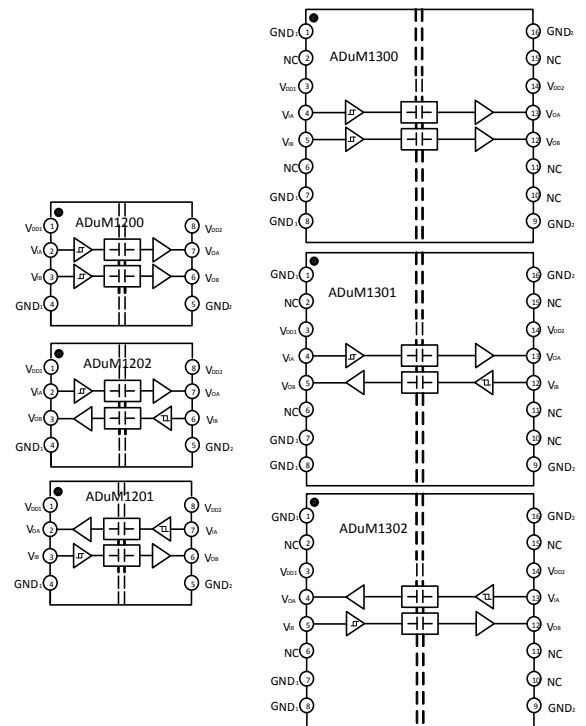 ADuM1200
VDD1 1 8 VDD2
VIA 2 7 VOA
VIB 3 6 VOB
GND1 4 5 GND2
ADuM1202
VDD1 1 8 VDD2
VIA 2 7 VOA
VOB 3 6 VIB
GND1 4 5 GND2
ADuM1201
VDD1 1 8 VDD2
VOA 2 7 VIA
VIB 3 6 VOB
GND1 4 5 GND2
ADuM1300
GND1 1 16 GND2
NC 2 15 NC
VDD1 3 14 VDD2
VIA 4 13 VOA
VIB 5 12 VOB
NC 6 11 NC
GND1 7 10 NC
GND1 8 9 GND2
ADuM1301
GND1 1 16 GND2
NC 2 15 NC
VDD1 3 14 VDD2
VIA 4 13 VOA
VOB 5 12 VIB
NC 6 11 NC
GND1 7 10 NC
GND1 8 9 GND2
ADuM1302
GND1 1 16 GND2
NC 2 15 NC
VDD1 3 14 VDD2
VOA 4 13 VIA
VIB 5 12 VOB
NC 6 11 NC
GND1 7 10 NC
GND1 8 9 GND2